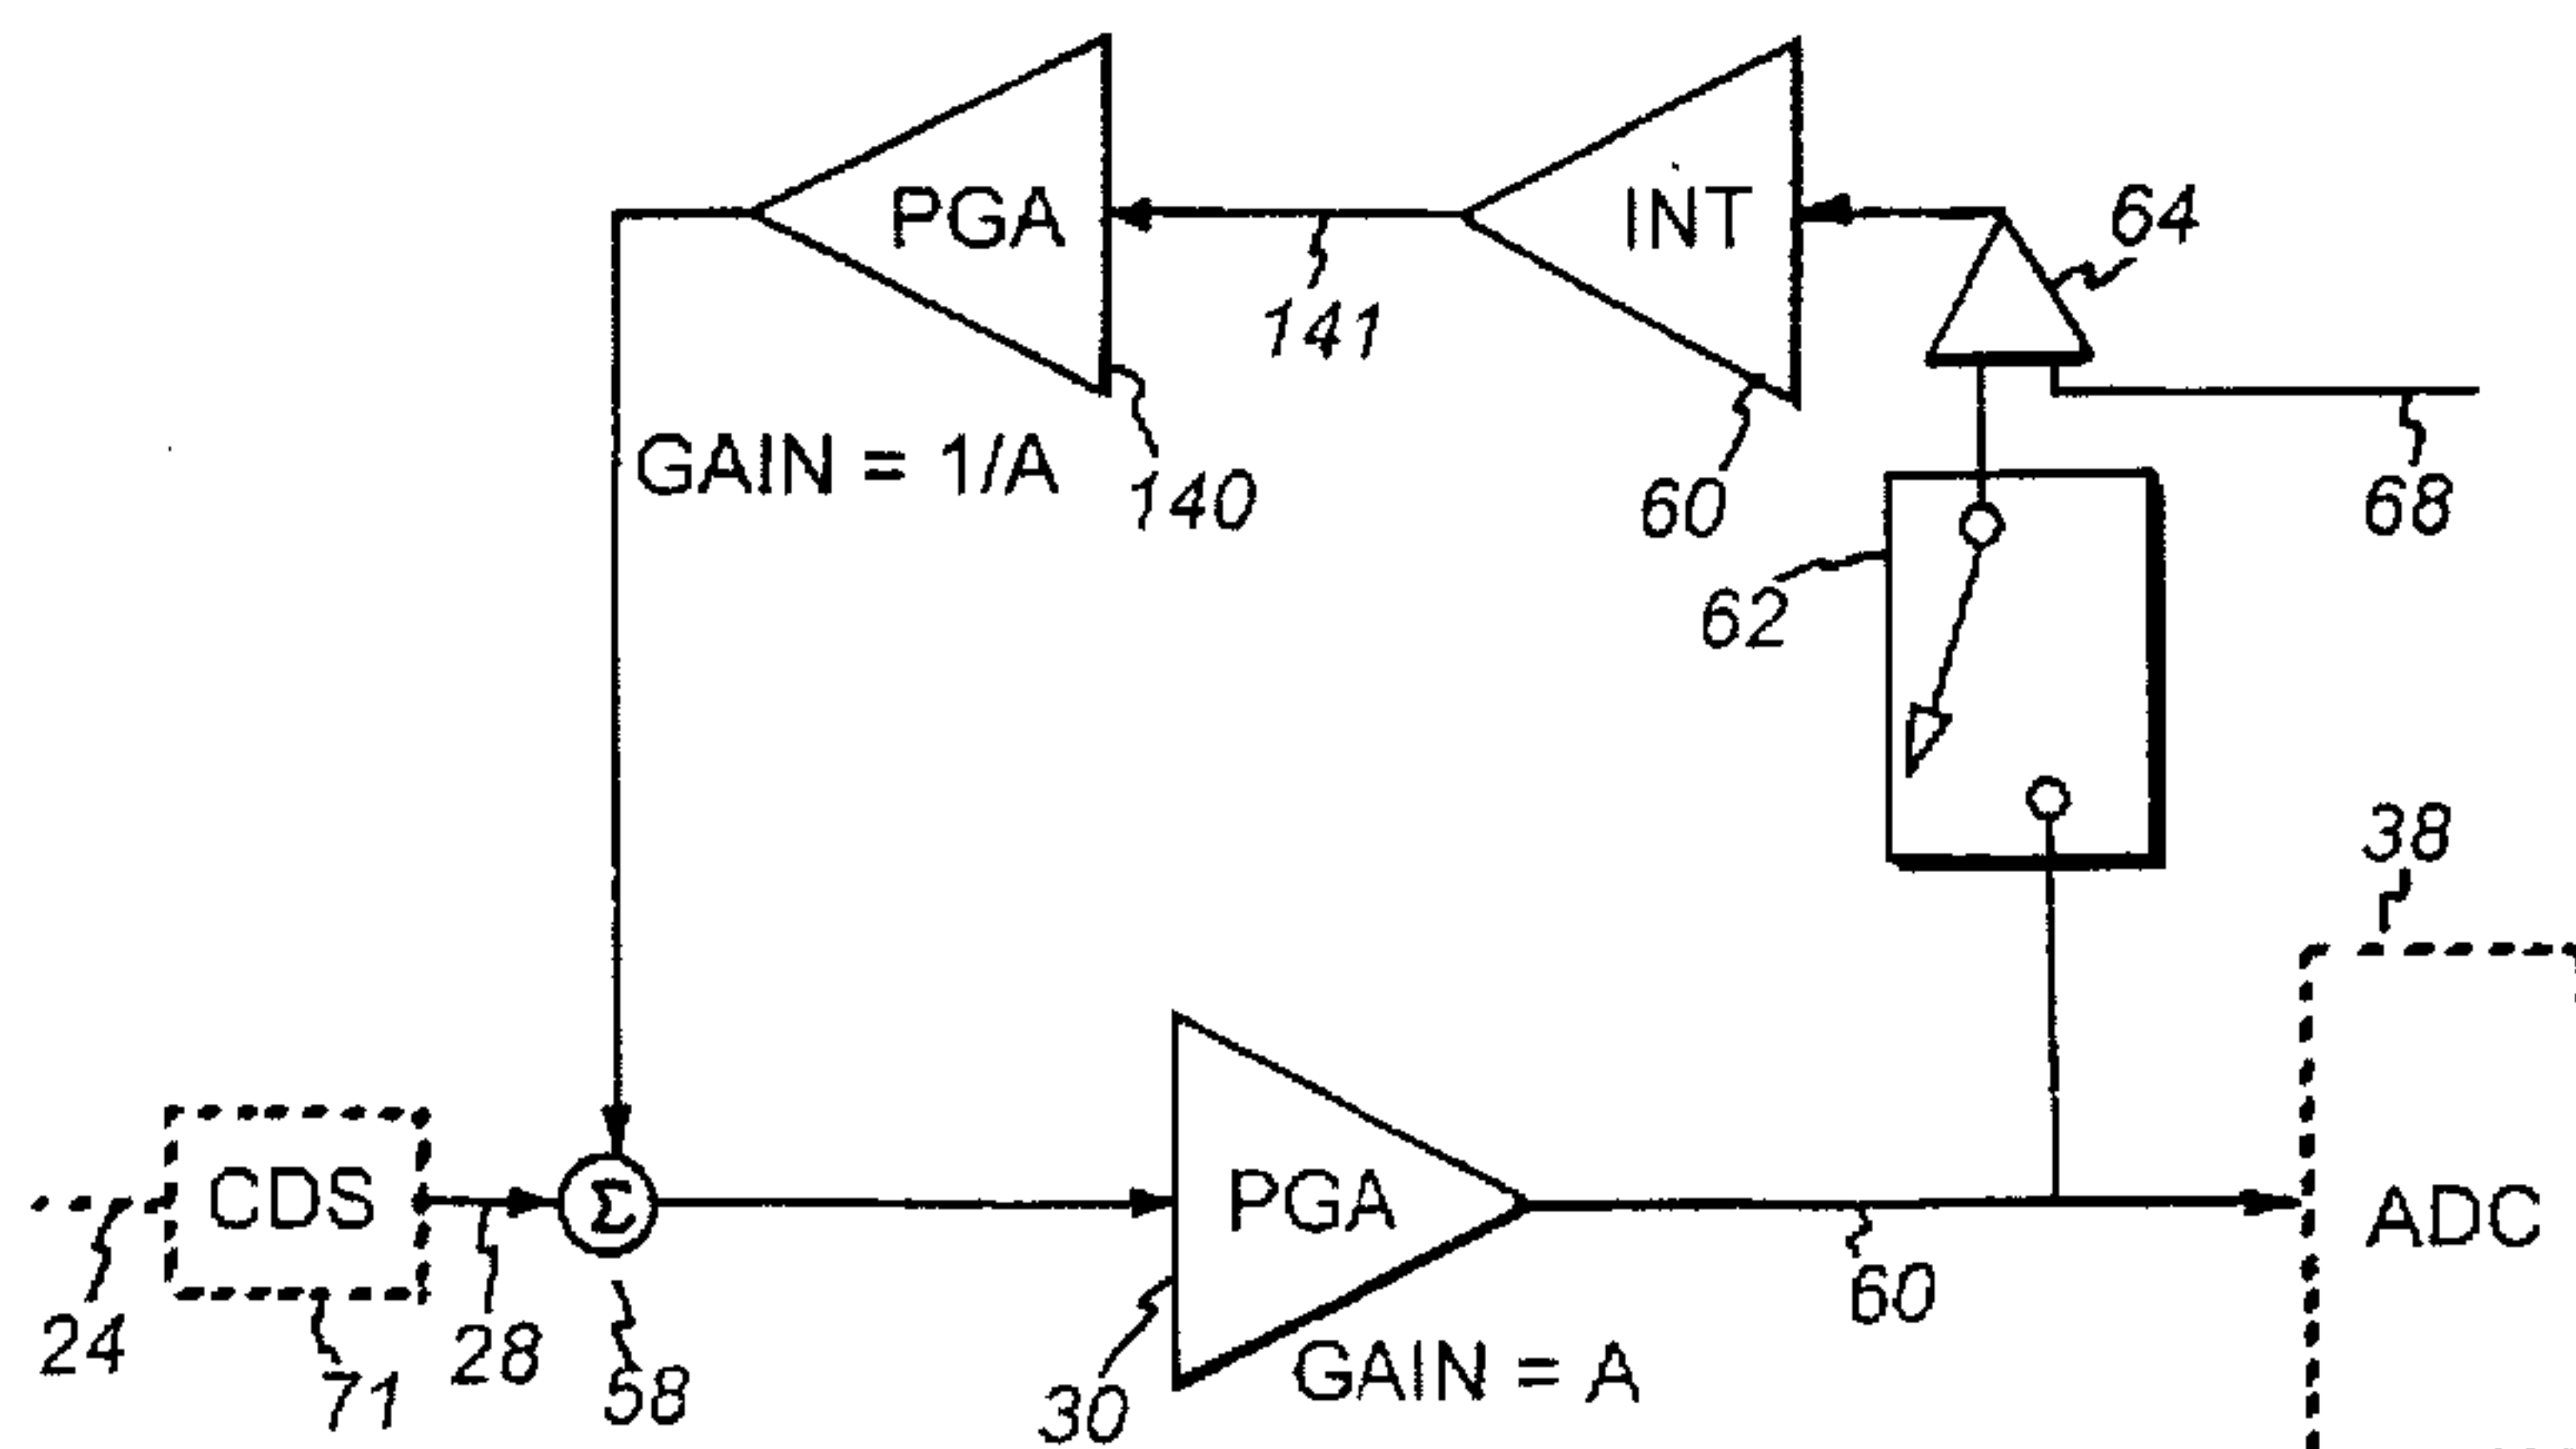 PGA
INT
64
141
GAIN = 1/A
140
60
68
62
38
CDS
Σ
PGA
ADC
24
71
28
58
30
GAIN = A
60